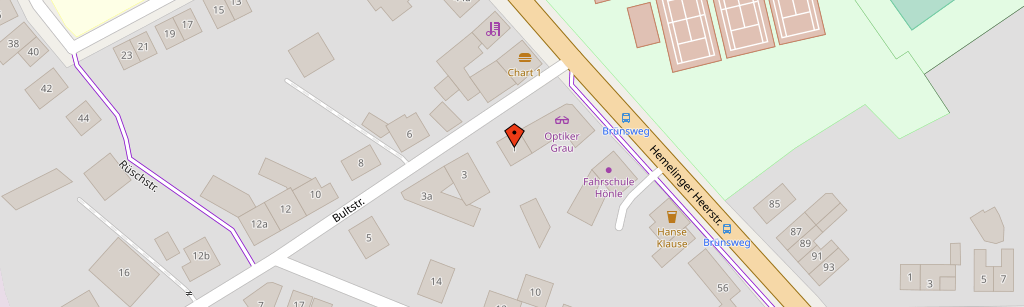 15
13
19
17
21
23
38
40
42
44
Chart 1
Brunsweg
Optiker
Grau
6
8
Rüschstr.
Hemelinger Heerstr.
Fahrschule
Hönle
3
3a
10
12
12a
12b
Bultstr.
5
16
14
10
7
17
Hanse
Klause
Brunsweg
56
85
87
89
91
93
1
3
5
7